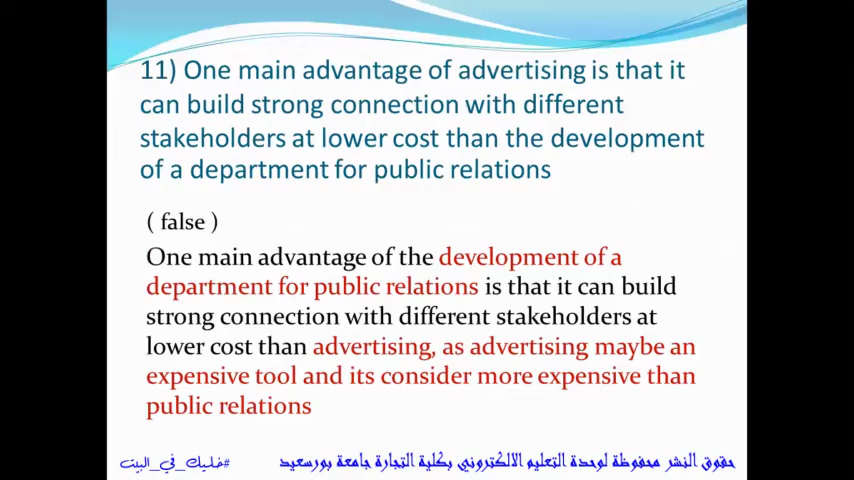 11) One main advantage of advertising is that it
can build strong connection with different
stakeholders at lower cost than the development
of a department for public relations
( false )
One main advantage of the development of a
department for public relations is that it can build
strong connection with different stakeholders at
lower cost than advertising, as advertising maybe an
expensive tool and its consider more expensive than
public relations
حقوق النشر محفوظة لوحدة التعليم الالكتروني بكلية التجارة جامعة بورسعيد
#خليك_في_البيت